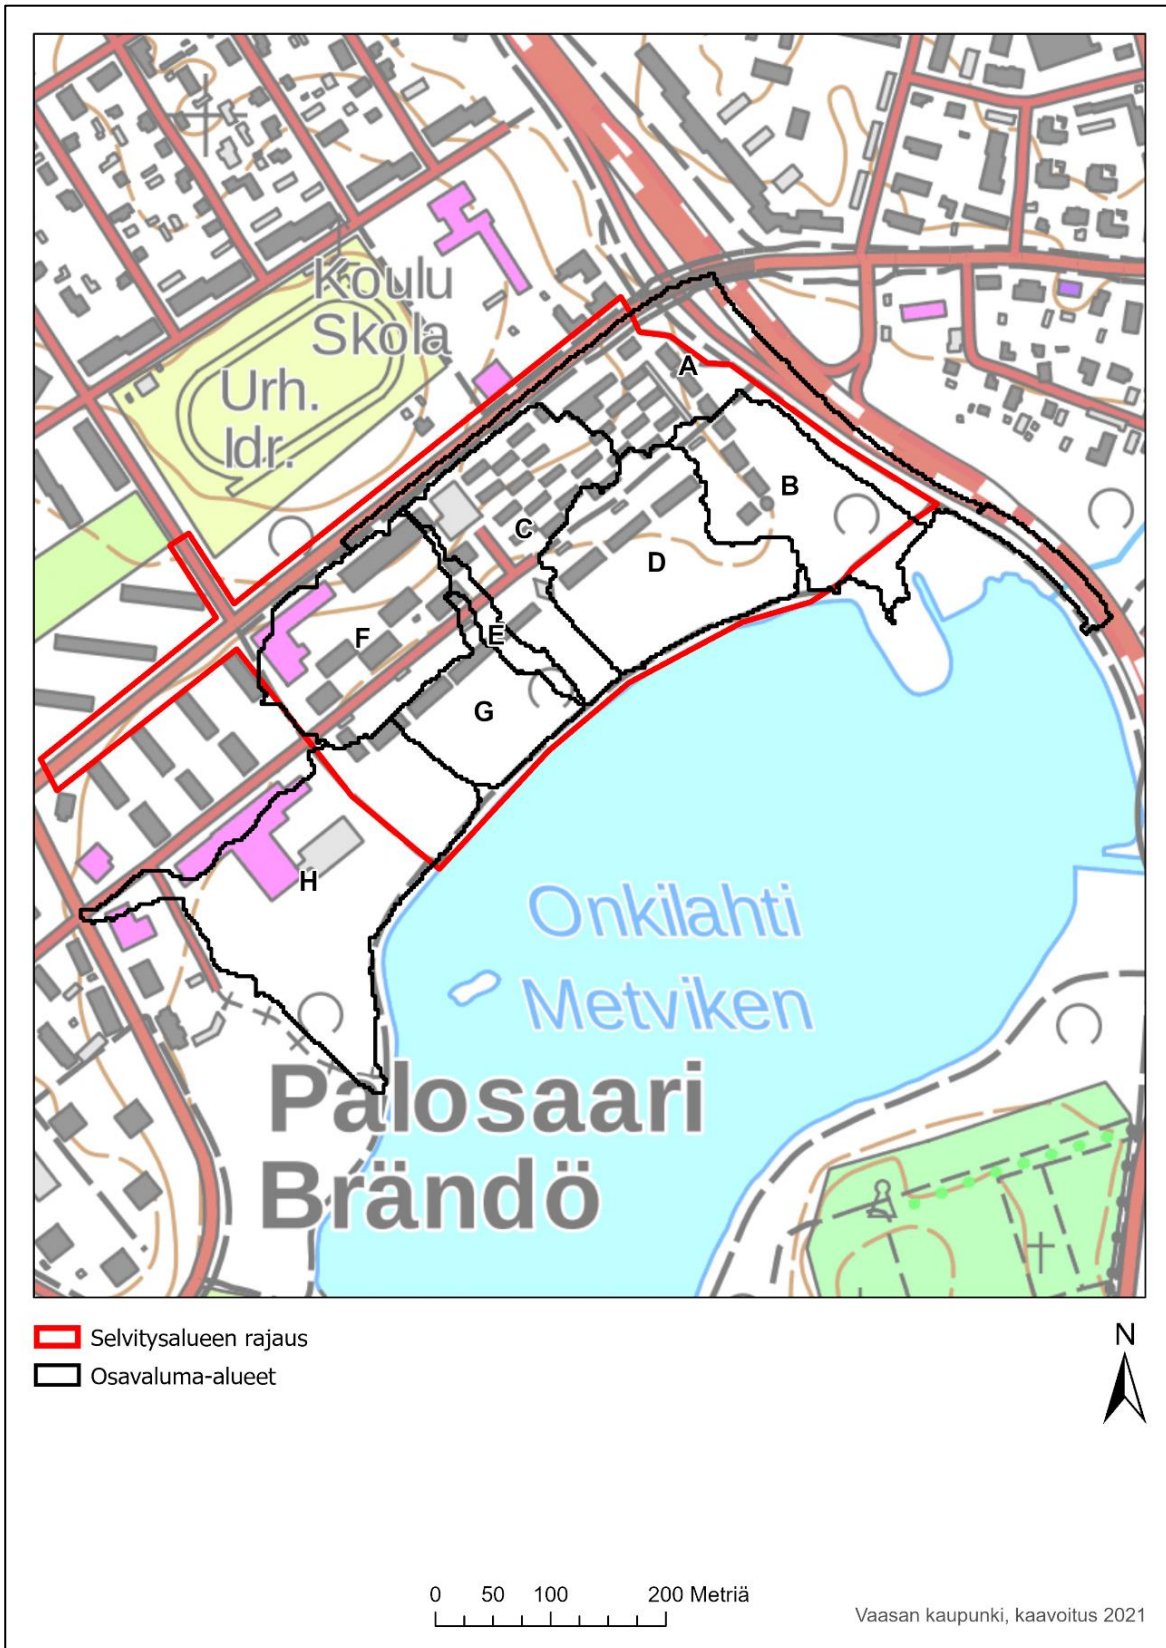 Koulu
Skola
Urh.
Idr.
A
B
C
D
E
F
G
H
Onkilahti
Metviken
Palosaari
Brändö
Selvitysalueen rajaus
Osavaluma-alueet
N
0 50 100 200 Metriä
Vaasan kaupunki, kaavoitus 2021